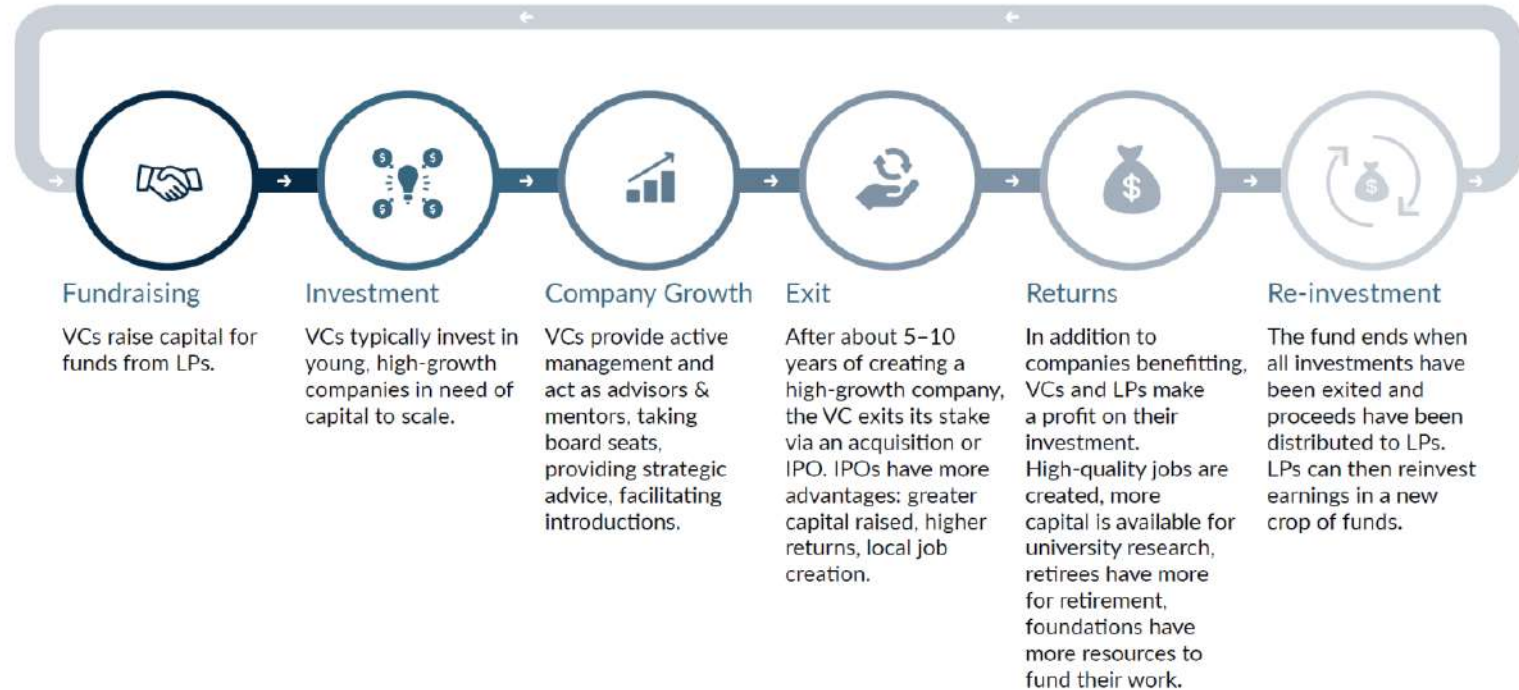 Fundraising
VCs raise capital for
funds from LPs.
Investment
VCs typically invest in
young, high-growth
companies in need of
capital to scale.
Company Growth
VCs provide active
management and
act as advisors &
mentors, taking
board seats,
providing strategic
advice, facilitating
introductions.
Exit
After about 5–10
years of creating a
high-growth company,
the VC exits its stake
via an acquisition or
IPO. IPOs have more
advantages: greater
capital raised, higher
returns, local job
creation.
Returns
In addition to
companies benefitting,
VCs and LPs make
a profit on their
investment.
High-quality jobs are
created, more
capital is available for
university research,
retirees have more
for retirement,
foundations have
more resources to
fund their work.
Re-investment
The fund ends when
all investments have
been exited and
proceeds have been
distributed to LPs.
LPs can then reinvest
earnings in a new
crop of funds.
$
$
$
$
$
$